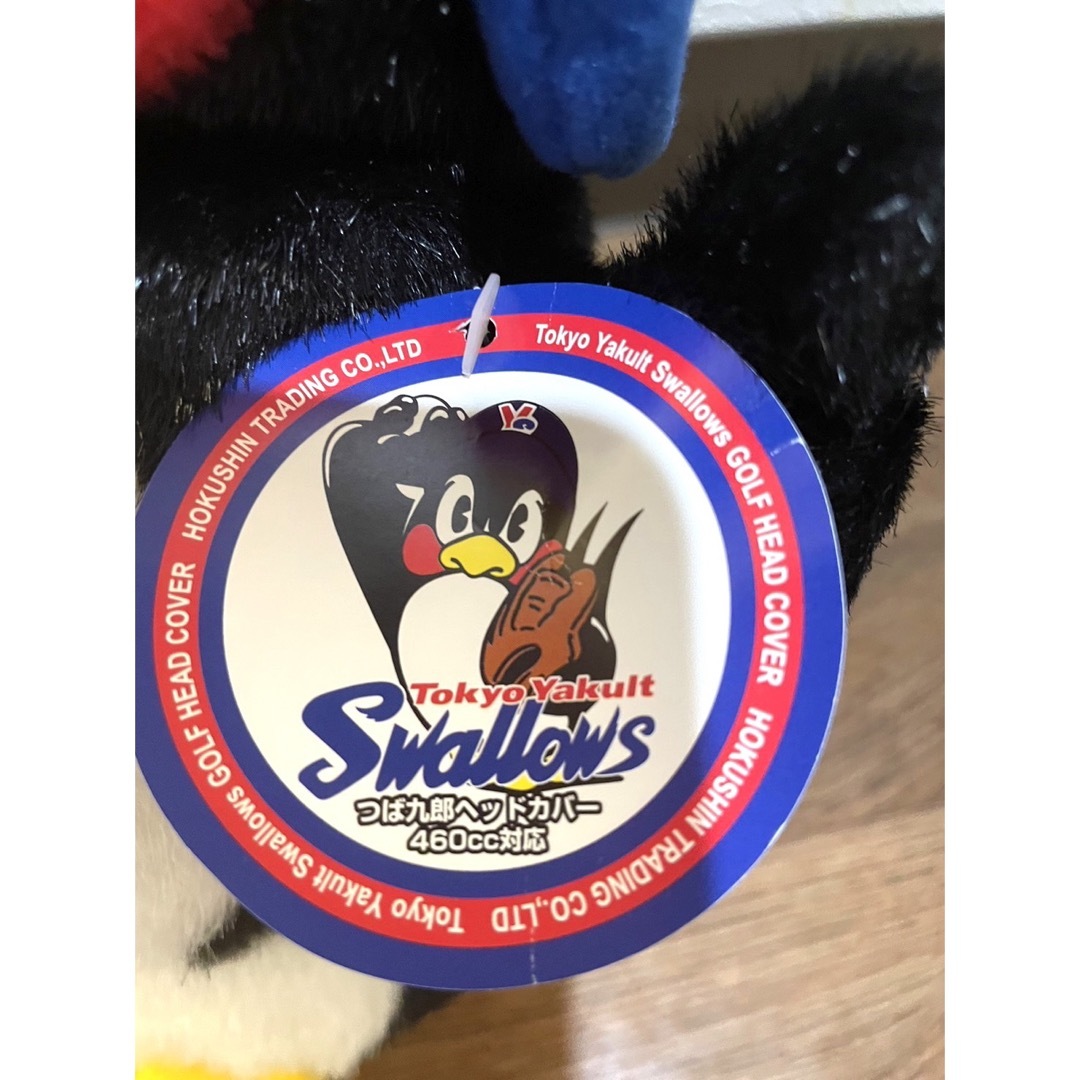 Tokyo Yakult Swallows GOLF HEAD COVER
HOKUSHIN TRADING CO.,LTD
Tokyo Yakult Swallows GOLF HEAD COVER
HOKUSHIN TRADING CO.,LTD
YS
Tokyo Yakult
Swallows
つば九郎ヘッドカバー
460cc対応